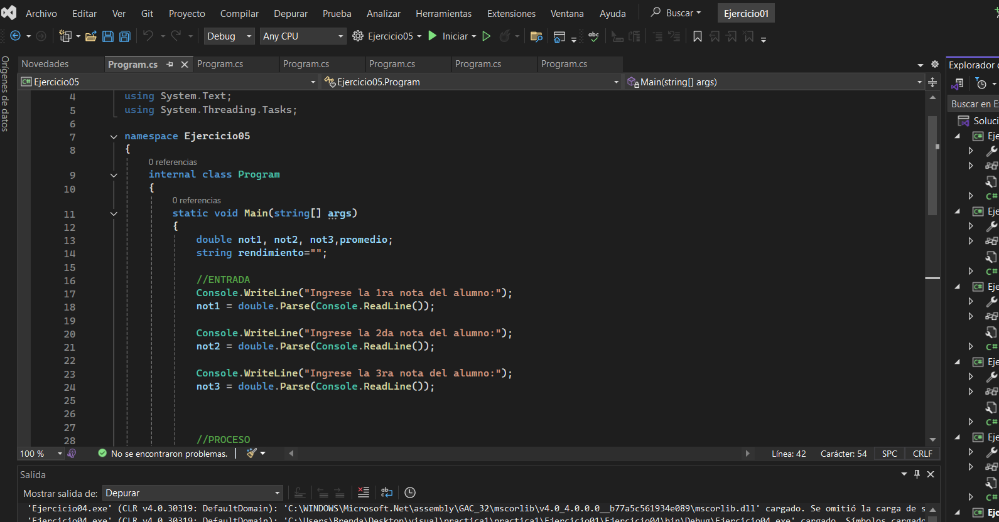 Archivo Editar Ver Git Proyecto Compilar Depurar Prueba Analizar Herramientas Extensiones Ventana Ayuda Buscar Ejercicio01
Debug Any CPU Ejercicio05 Iniciar
Orígenes de datos
Novedades Program.cs Program.cs Program.cs Program.cs Program.cs Program.cs
Explorador
C# Ejercicio05 Ejercicio05.Program Main(string[] args)
4 using System.Text;
5 using System.Threading.Tasks;
6
7 namespace Ejercicio05
8 {
0 referencias
9 internal class Program
10 {
0 referencias
11 static void Main(string[] args)
12 {
13 double not1, not2, not3,promedio;
14 string rendimiento="";
15
16 //ENTRADA
17 Console.WriteLine("Ingrese la 1ra nota del alumno:");
18 not1 = double.Parse(Console.ReadLine());
19
20 Console.WriteLine("Ingrese la 2da nota del alumno:");
21 not2 = double.Parse(Console.ReadLine());
22
23 Console.WriteLine("Ingrese la 3ra nota del alumno:");
24 not3 = double.Parse(Console.ReadLine());
25
26
27
28 //PROCESO
Buscar en E
Soluci
C# Eje
C#
C# Eje
C#
C# Eje
C#
C# Eje
C#
C# Eje
C#
C# Eje
100 % No se encontraron problemas. Línea: 42 Carácter: 54 SPC CRLF
Salida
Mostrar salida de: Depurar
'Ejercicio04.exe' (CLR v4.0.30319: DefaultDomain): 'C:\WINDOWS\Microsoft.Net\assembly\GAC_32\mscorlib\v4.0_4.0.0.0__b77a5c561934e089\mscorlib.dll' cargado. Se omitió la carga de s
'Ejercicio04.exe' (CLR v4.0.30319: DefaultDomain): 'C:\Users\Brenda\Desktop\visual\practica1\practica1\Ejercicio01\Ejercicio04\bin\Debug\Ejercicio04.exe' cargado. Símbolos cargado